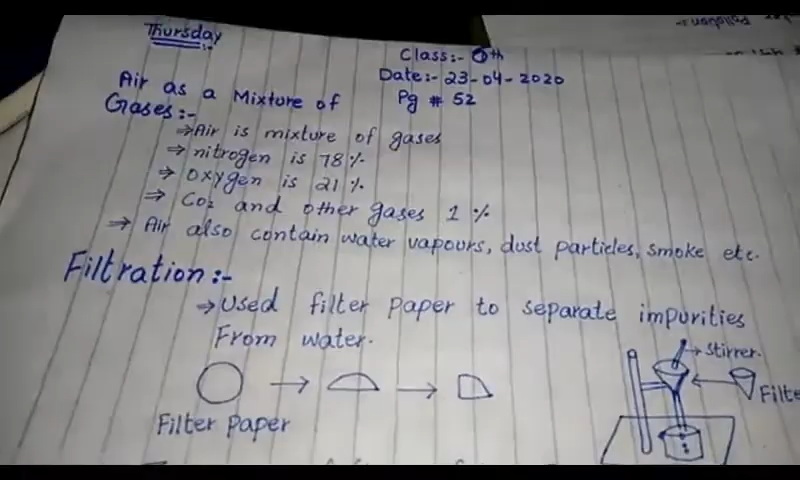 Thursday
Class:- 6th
Date:- 23-04-2020
Pg # 52
Air as a Mixture of
Gases:-
⇒ Air is mixture of gases
⇒ nitrogen is 78 %
⇒ oxygen is 21 %
⇒ Co₂ and other gases 1 %
⇒ Air also contain water vapours, dust particles, smoke etc.
Filtration:-
⇒ Used filter paper to separate impurities
From water.
Stirrer.
Filte
Filter paper